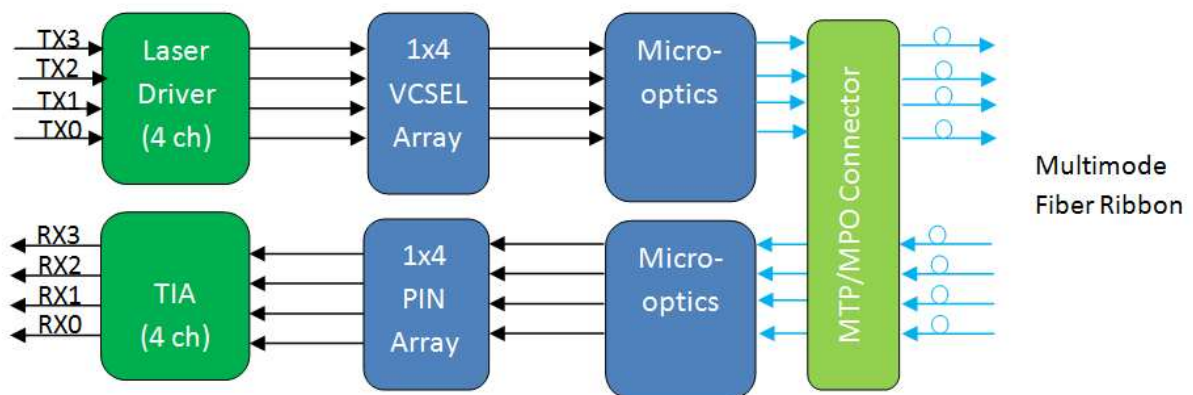 TX3
TX2
TX1
TX0
Laser
Driver
(4 ch)
1x4
VCSEL
Array
Micro-
optics
MTP/MPO Connector
Multimode
Fiber Ribbon
RX3
RX2
RX1
RX0
TIA
(4 ch)
1x4
PIN
Array
Micro-
optics